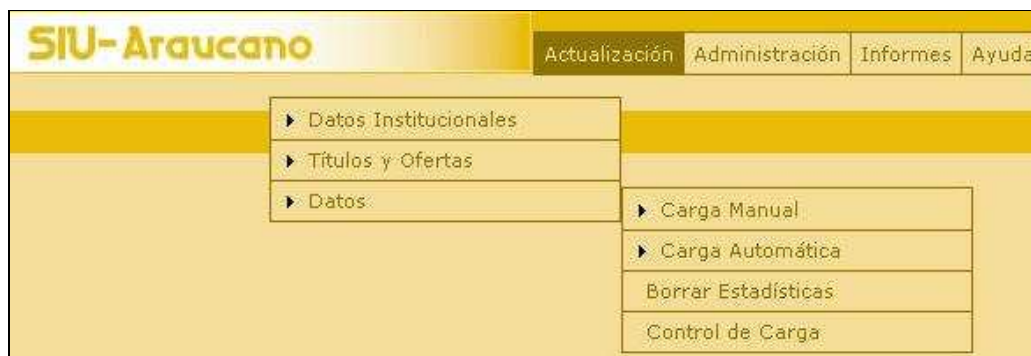 SIU-Araucano
Actualización Administración Informes Ayuda
Datos Institucionales
Títulos y Ofertas
Datos
Carga Manual
Carga Automática
Borrar Estadísticas
Control de Carga